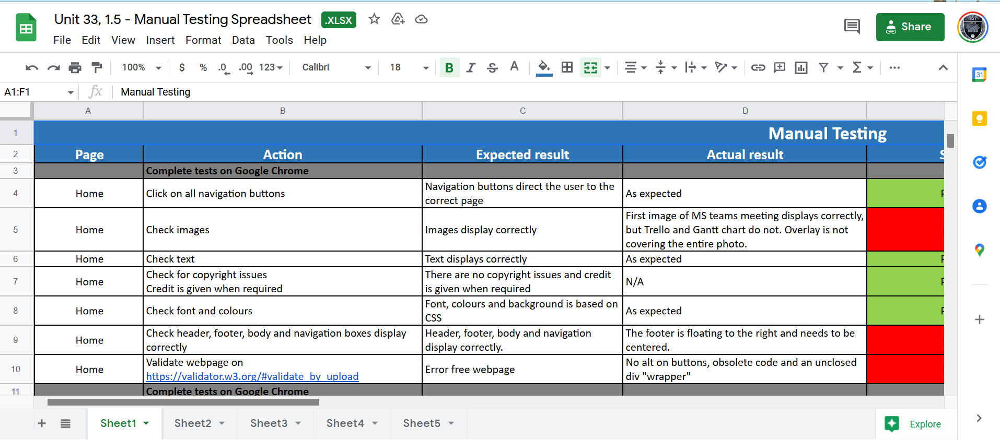 Unit 33, 1.5 - Manual Testing Spreadsheet .XLSX
File Edit View Insert Format Data Tools Help
Share
100% $ % .0 .00 123 Calibri 18 B I S A
31
A1:F1 fx Manual Testing
A B C D
1 Manual Testing
2 Page Action Expected result Actual result S
3 Complete tests on Google Chrome
4 Home Click on all navigation buttons Navigation buttons direct the user to the
correct page As expected
5 Home Check images Images display correctly First image of MS teams meeting displays correctly,
but Trello and Gantt chart do not. Overlay is not
covering the entire photo.
6 Home Check text Text displays correctly As expected
7 Home Check for copyright issues
Credit is given when required There are no copyright issues and credit
is given when required N/A
8 Home Check font and colours Font, colours and background is based on
CSS As expected
9 Home Check header, footer, body and navigation boxes display
correctly Header, footer, body and navigation
display correctly. The footer is floating to the right and needs to be
centered.
10 Home Validate webpage on
https://validator.w3.org/#validate_by_upload Error free webpage No alt on buttons, obsolete code and an unclosed
div "wrapper"
11 Complete tests on Google Chrome
Sheet1 Sheet2 Sheet3 Sheet4 Sheet5 Explore